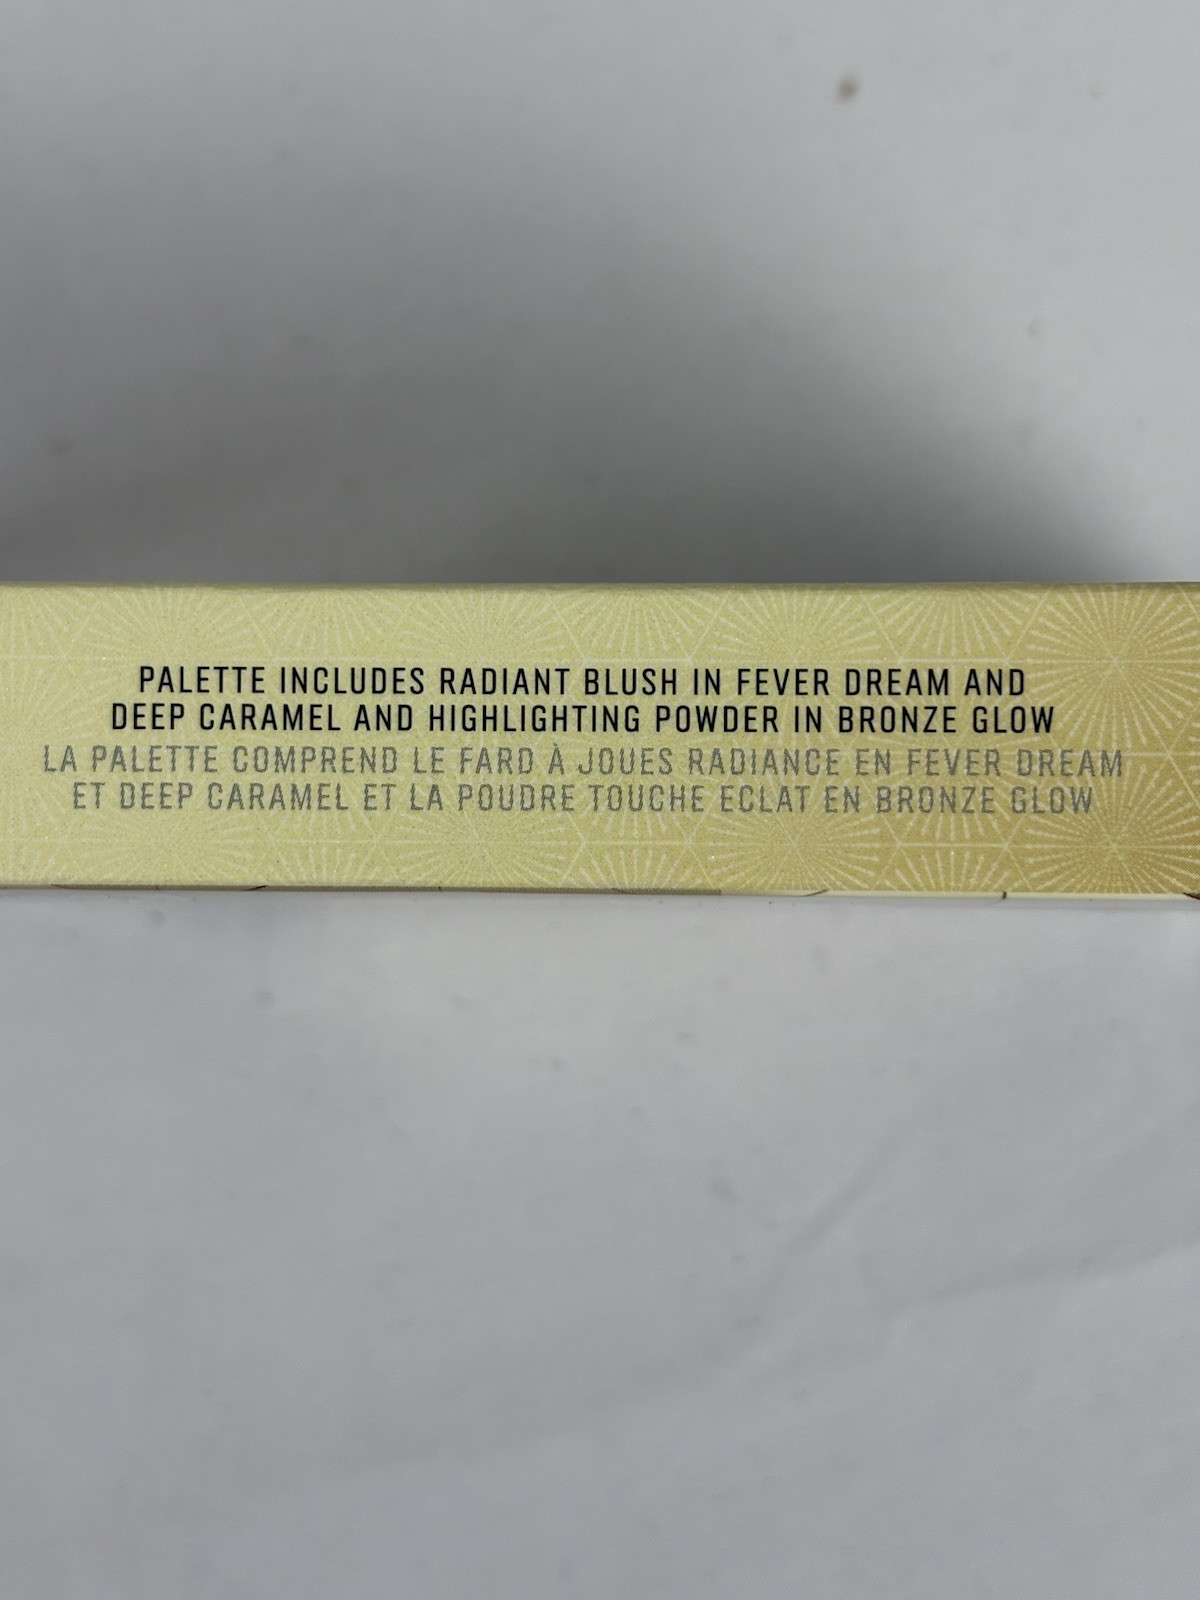 PALETTE INCLUDES RADIANT BLUSH IN FEVER DREAM AND
DEEP CARAMEL AND HIGHLIGHTING POWDER IN BRONZE GLOW
LA PALETTE COMPREND LE FARD À JOUES RADIANCE EN FEVER DREAM
ET DEEP CARAMEL ET LA POUDRE TOUCHE ECLAT EN BRONZE GLOW